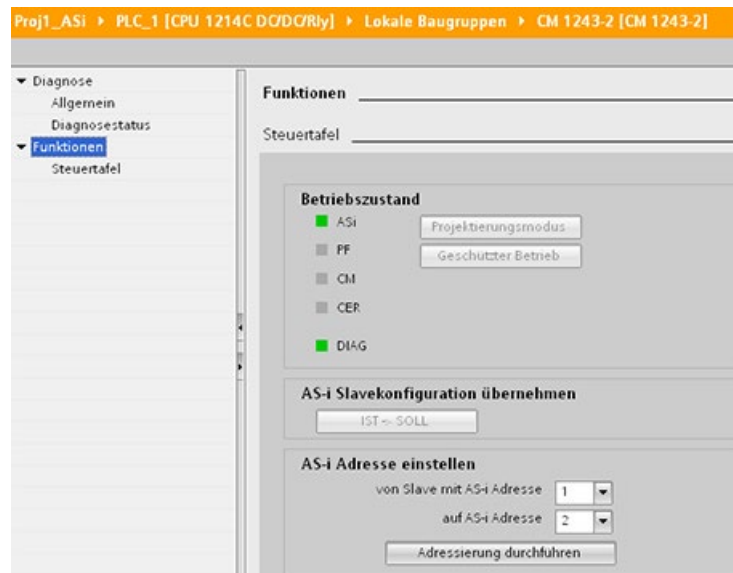 Proj1_ASi ▸ PLC_1 [CPU 1214C DC/DC/Rly] ▸ Lokale Baugruppen ▸ CM 1243-2 [CM 1243-2]
Diagnose
Allgemein
Diagnosestatus
Funktionen
Steuertafel
Funktionen
Steuertafel
Betriebszustand
ASi
Projektierungsmodus
PF
Geschützter Betrieb
CM
CER
DIAG
AS-i Slavekonfiguration übernehmen
IST -> SOLL
AS-i Adresse einstellen
von Slave mit AS-i Adresse 1
auf AS-i Adresse 2
Adressierung durchführen